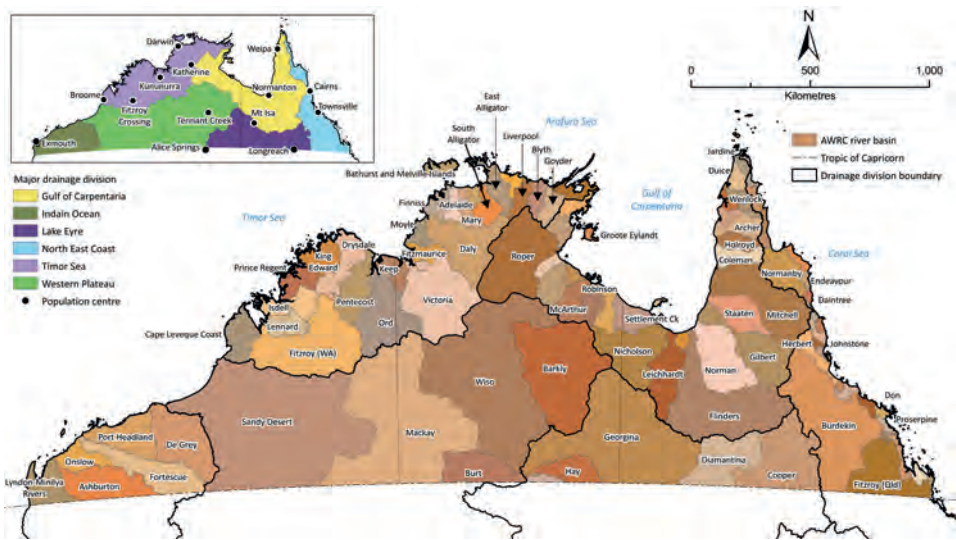 Darwin
Weipa
Katherine
Kununurra
Normanton
Cairns
Broome
Fitzroy
Crossing
Mt Isa
Townsville
Tennant Creek
Exmouth
Alice Springs
Longreach
Major drainage division
Gulf of Carpentaria
Indain Ocean
Lake Eyre
North East Coast
Timor Sea
Western Plateau
Population centre
N
0 500 1,000
Kilometres
AWRC river basin
Tropic of Capricorn
Drainage division boundary
East
Alligator
South
Alligator
Arafura Sea
Liverpool
Blyth
Goyder
Bathurst and Melville Islands
Finniss
Adelaide
Mary
Moyle
Daly
Fitzmaurice
Timor Sea
Gulf of
Carpentaria
Groote Eylandt
Roper
Jardine
Ducie
Wenlock
Archer
Holroyd
Coleman
Normanby
Coral Sea
Endeavour
Daintree
Drysdale
King
Edward
Keep
Prince Regent
Isdell
Pentecost
Lennard
Ord
Victoria
Cape Leveque Coast
Fitzroy (WA)
Robinson
McArthur
Settlement Ck
Staaten
Mitchell
Herbert
Johnstone
Nicholson
Leichhardt
Norman
Gilbert
Barkly
Wiso
Flinders
Don
Proserpine
Burdekin
Sandy Desert
Mackay
Georgina
Port Headland
De Grey
Onslow
Fortescue
Lyndon-Minilya
Rivers
Ashburton
Burt
Hay
Diamantina
Cooper
Fitzroy (Qld)